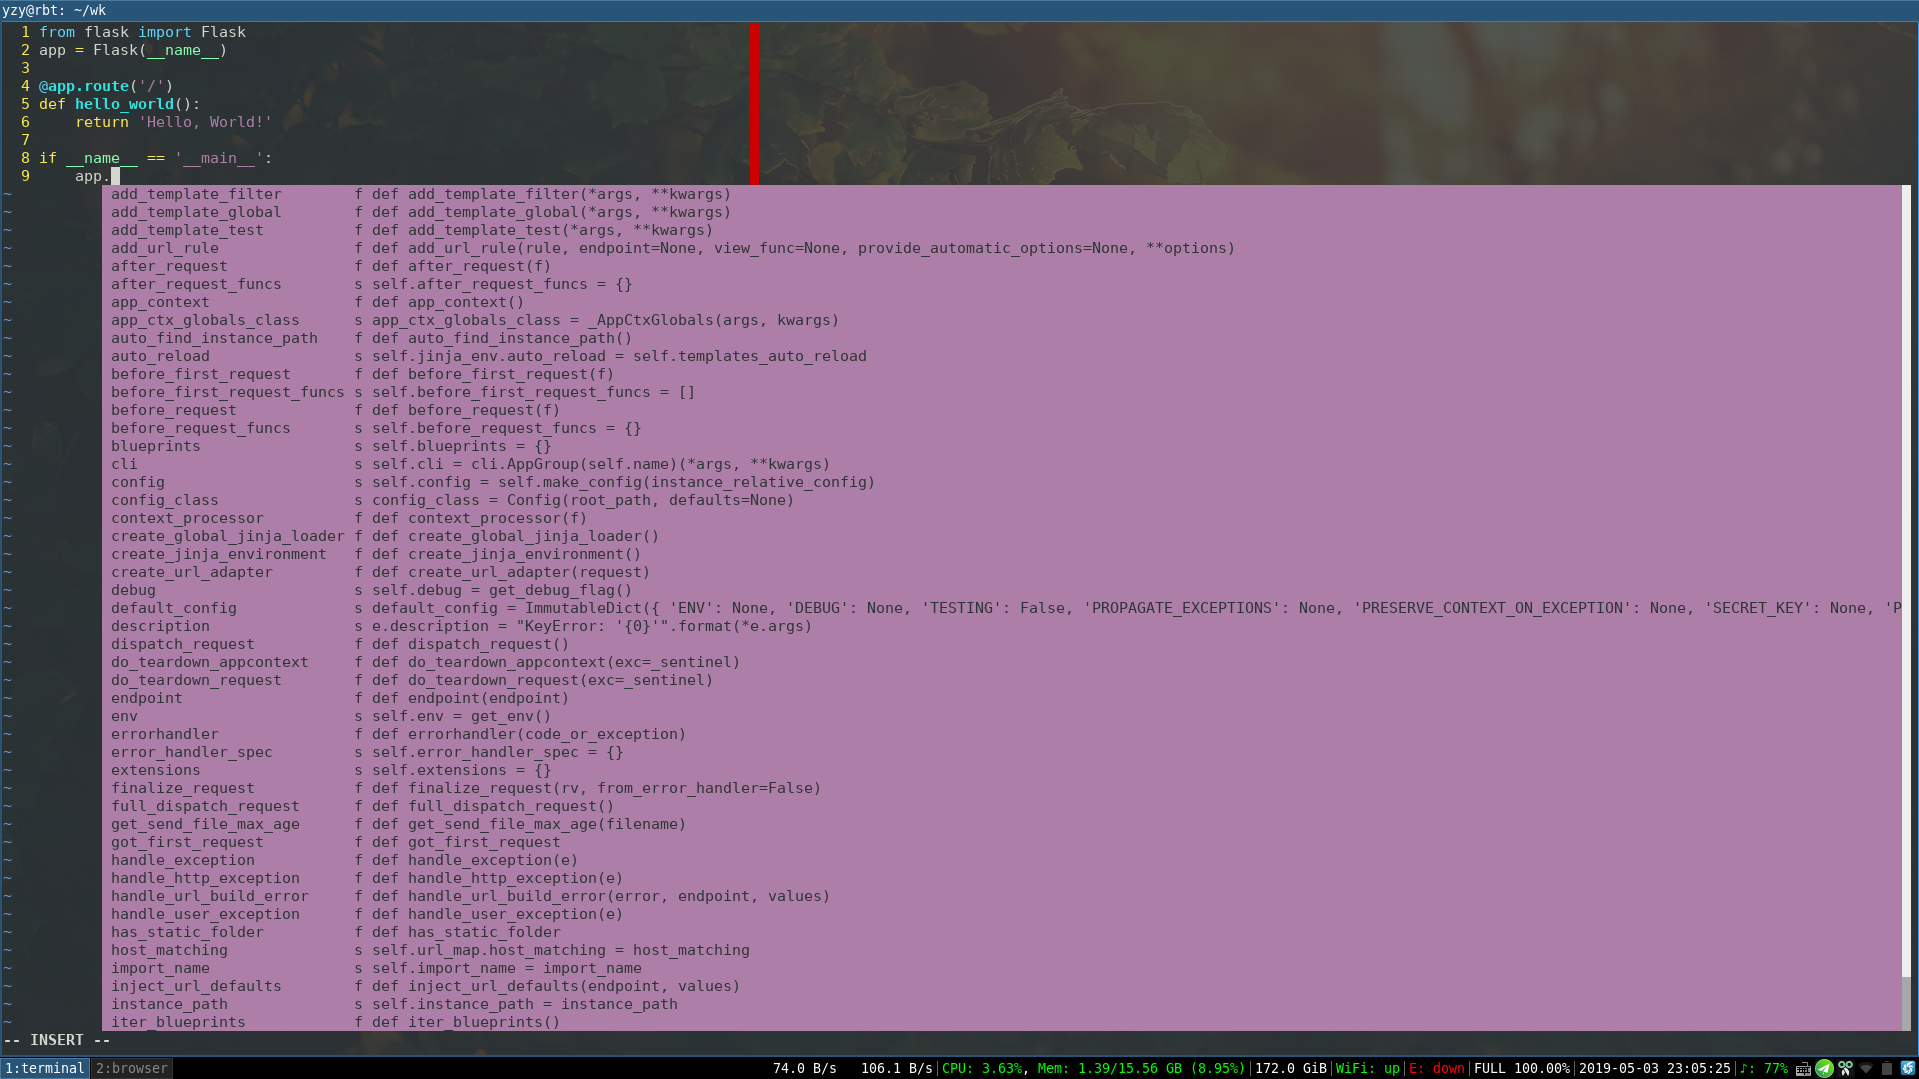 yzy@rbt: ~/wk
1 from flask import Flask
2 app = Flask(__name__)
3
4 @app.route('/')
5 def hello_world():
6     return 'Hello, World!'
7
8 if __name__ == '__main__':
9     app.
~ add_template_filter f def add_template_filter(*args, **kwargs)
~ add_template_global f def add_template_global(*args, **kwargs)
~ add_template_test f def add_template_test(*args, **kwargs)
~ add_url_rule f def add_url_rule(rule, endpoint=None, view_func=None, provide_automatic_options=None, **options)
~ after_request f def after_request(f)
~ after_request_funcs s self.after_request_funcs = {}
~ app_context f def app_context()
~ app_ctx_globals_class s app_ctx_globals_class = _AppCtxGlobals(args, kwargs)
~ auto_find_instance_path f def auto_find_instance_path()
~ auto_reload s self.jinja_env.auto_reload = self.templates_auto_reload
~ before_first_request f def before_first_request(f)
~ before_first_request_funcs s self.before_first_request_funcs = []
~ before_request f def before_request(f)
~ before_request_funcs s self.before_request_funcs = {}
~ blueprints s self.blueprints = {}
~ cli s self.cli = cli.AppGroup(self.name)(*args, **kwargs)
~ config s self.config = self.make_config(instance_relative_config)
~ config_class s config_class = Config(root_path, defaults=None)
~ context_processor f def context_processor(f)
~ create_global_jinja_loader f def create_global_jinja_loader()
~ create_jinja_environment f def create_jinja_environment()
~ create_url_adapter f def create_url_adapter(request)
~ debug s self.debug = get_debug_flag()
~ default_config s default_config = ImmutableDict({ 'ENV': None, 'DEBUG': None, 'TESTING': False, 'PROPAGATE_EXCEPTIONS': None, 'PRESERVE_CONTEXT_ON_EXCEPTION': None, 'SECRET_KEY': None, 'P
~ description s e.description = "KeyError: '{0}'".format(*e.args)
~ dispatch_request f def dispatch_request()
~ do_teardown_appcontext f def do_teardown_appcontext(exc=_sentinel)
~ do_teardown_request f def do_teardown_request(exc=_sentinel)
~ endpoint f def endpoint(endpoint)
~ env s self.env = get_env()
~ errorhandler f def errorhandler(code_or_exception)
~ error_handler_spec s self.error_handler_spec = {}
~ extensions s self.extensions = {}
~ finalize_request f def finalize_request(rv, from_error_handler=False)
~ full_dispatch_request f def full_dispatch_request()
~ get_send_file_max_age f def get_send_file_max_age(filename)
~ got_first_request f def got_first_request
~ handle_exception f def handle_exception(e)
~ handle_http_exception f def handle_http_exception(e)
~ handle_url_build_error f def handle_url_build_error(error, endpoint, values)
~ handle_user_exception f def handle_user_exception(e)
~ has_static_folder f def has_static_folder
~ host_matching s self.url_map.host_matching = host_matching
~ import_name s self.import_name = import_name
~ inject_url_defaults f def inject_url_defaults(endpoint, values)
~ instance_path s self.instance_path = instance_path
~ iter_blueprints f def iter_blueprints()
-- INSERT --
1:terminal 2:browser 74.0 B/s 106.1 B/s|CPU: 3.63%, Mem: 1.39/15.56 GB (8.95%)|172.0 GiB|WiFi: up|E: down|FULL 100.00%|2019-05-03 23:05:25|♪: 77%